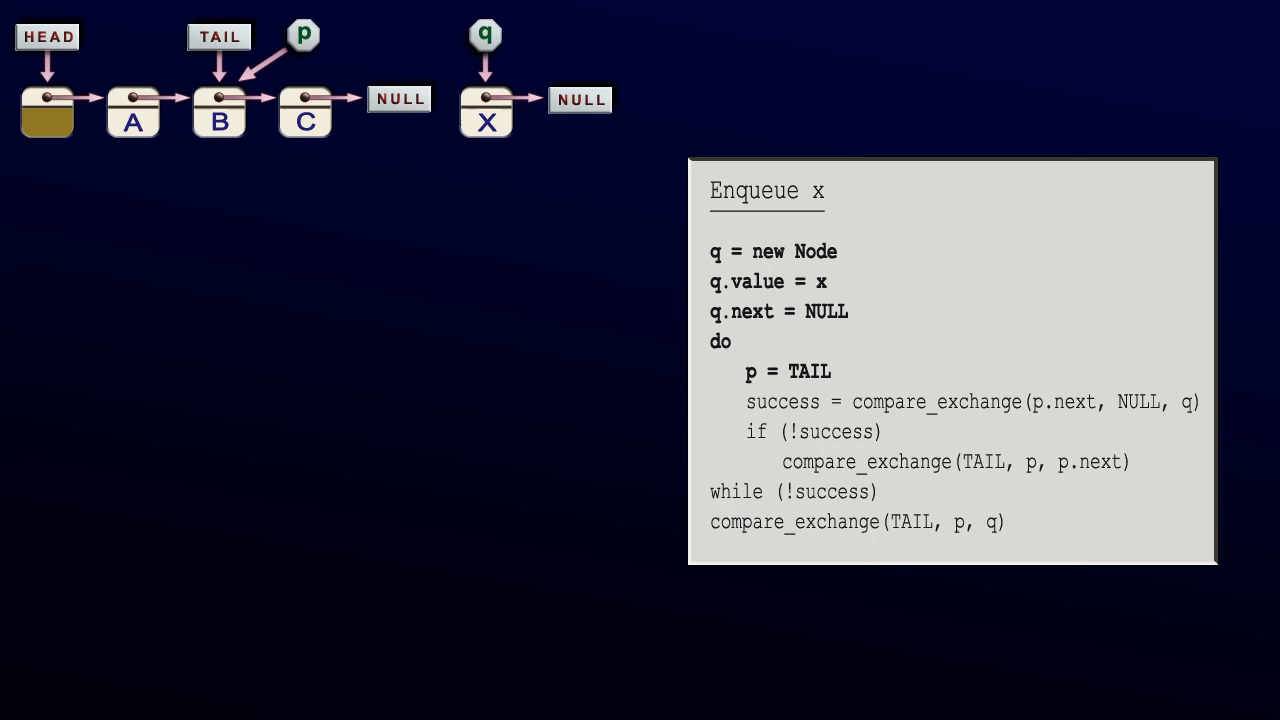 HEAD
TAIL
p
q
A
B
C
NULL
X
NULL
Enqueue x
q = new Node
q.value = x
q.next = NULL
do
p = TAIL
success = compare_exchange(p.next, NULL, q)
if (!success)
compare_exchange(TAIL, p, p.next)
while (!success)
compare_exchange(TAIL, p, q)